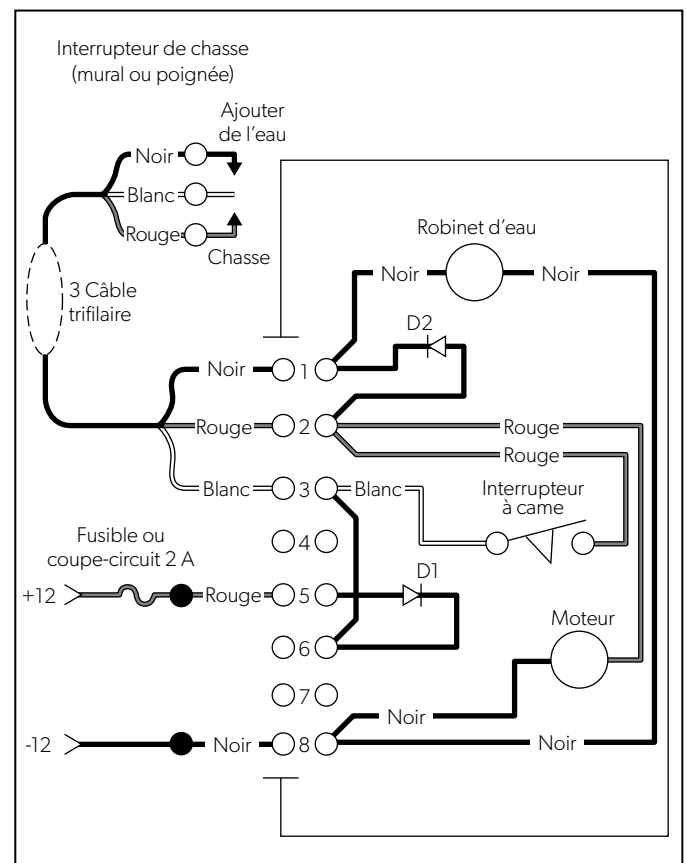 Interrupteur de chasse
(mural ou poignée)
Ajouter
de l'eau
Noir
Blanc
Rouge
Chasse
3 Câble
trifilaire
Robinet d'eau
Noir
Noir
D2
Noir
1
Rouge
2
Rouge
Rouge
Blanc
3
Blanc
Interrupteur
à came
4
Fusible ou
coupe-circuit 2 A
+12
Rouge
5
D1
6
Moteur
7
Noir
-12
Noir
8
Noir